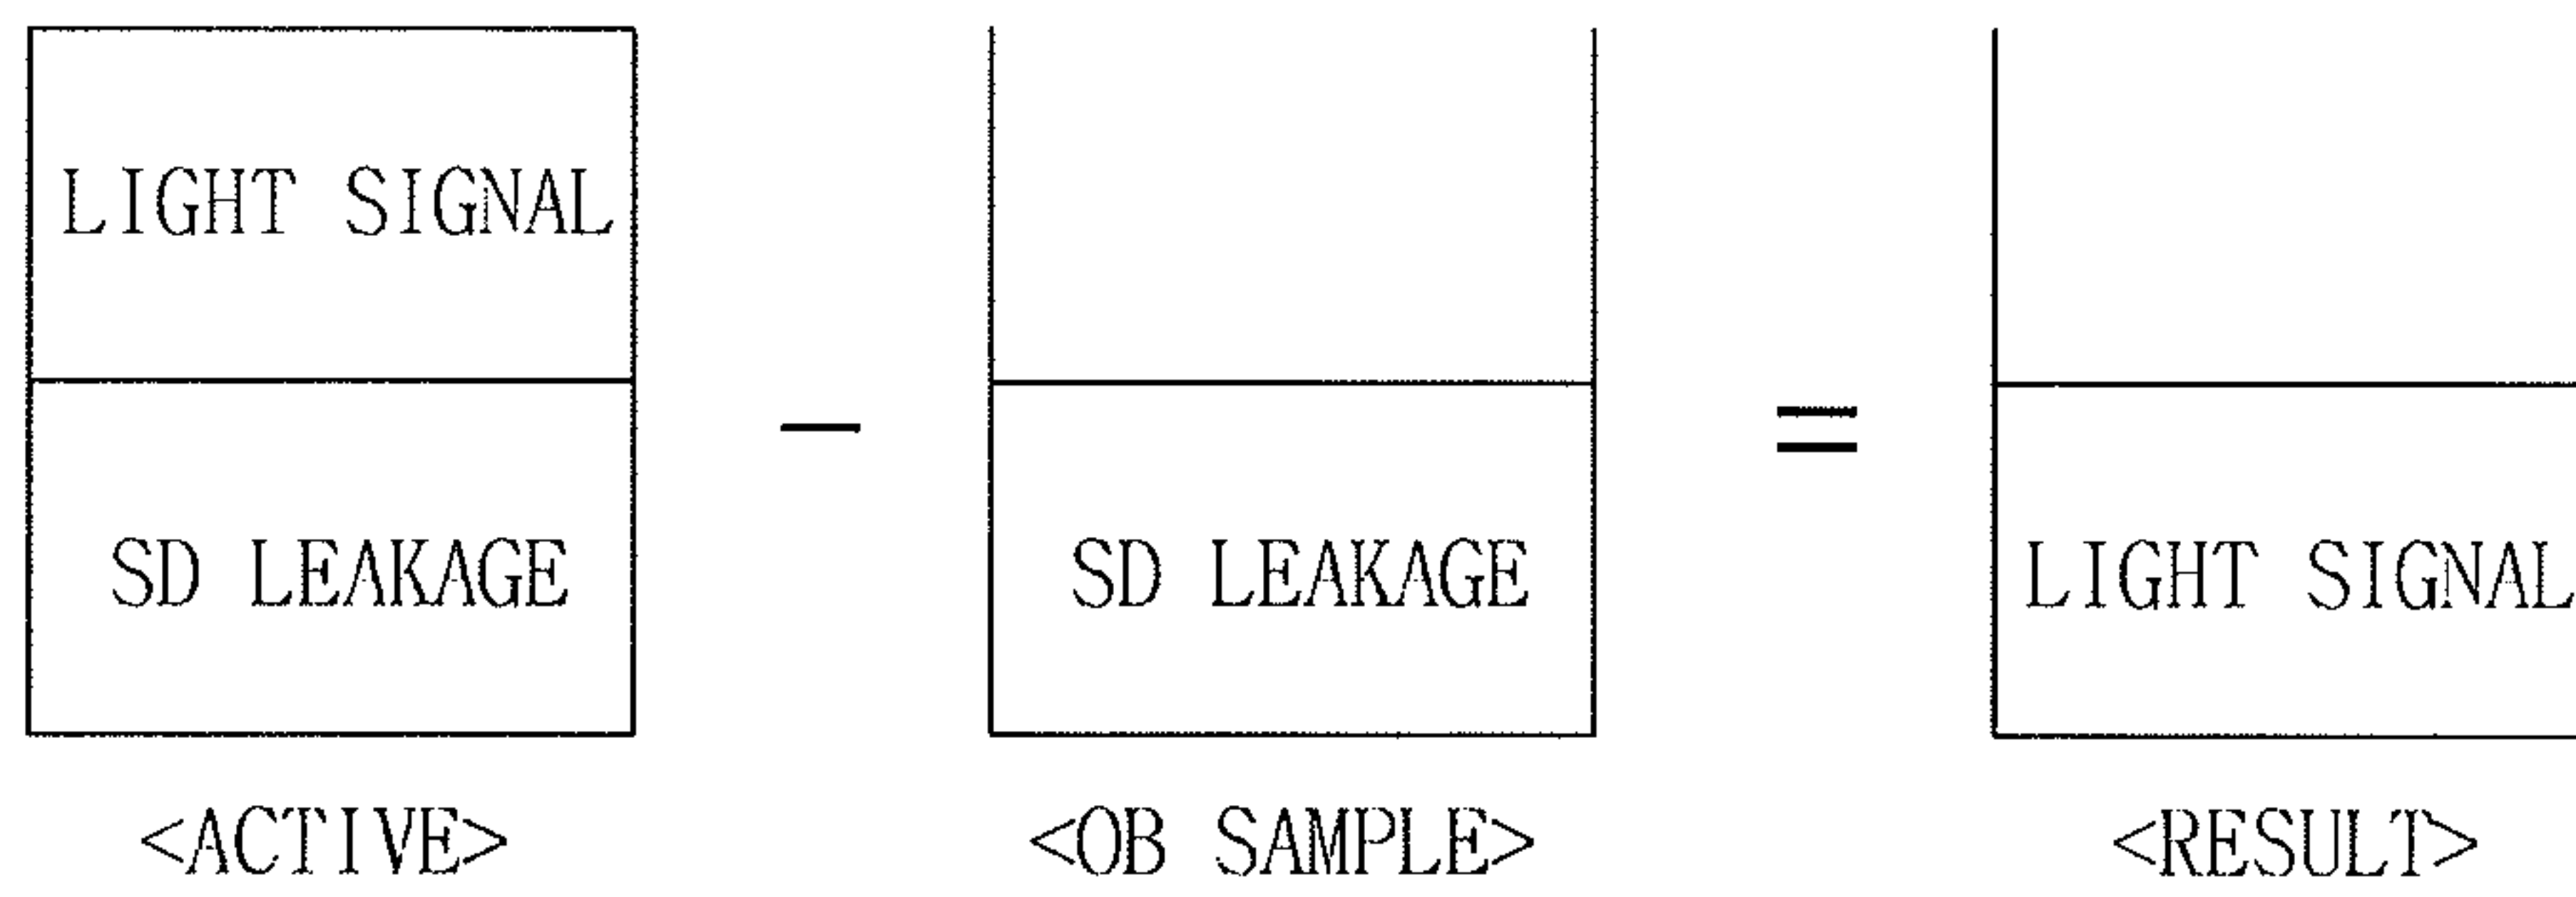 LIGHT SIGNAL
SD LEAKAGE
<ACTIVE>
−
SD LEAKAGE
<OB SAMPLE>
=
LIGHT SIGNAL
<RESULT>